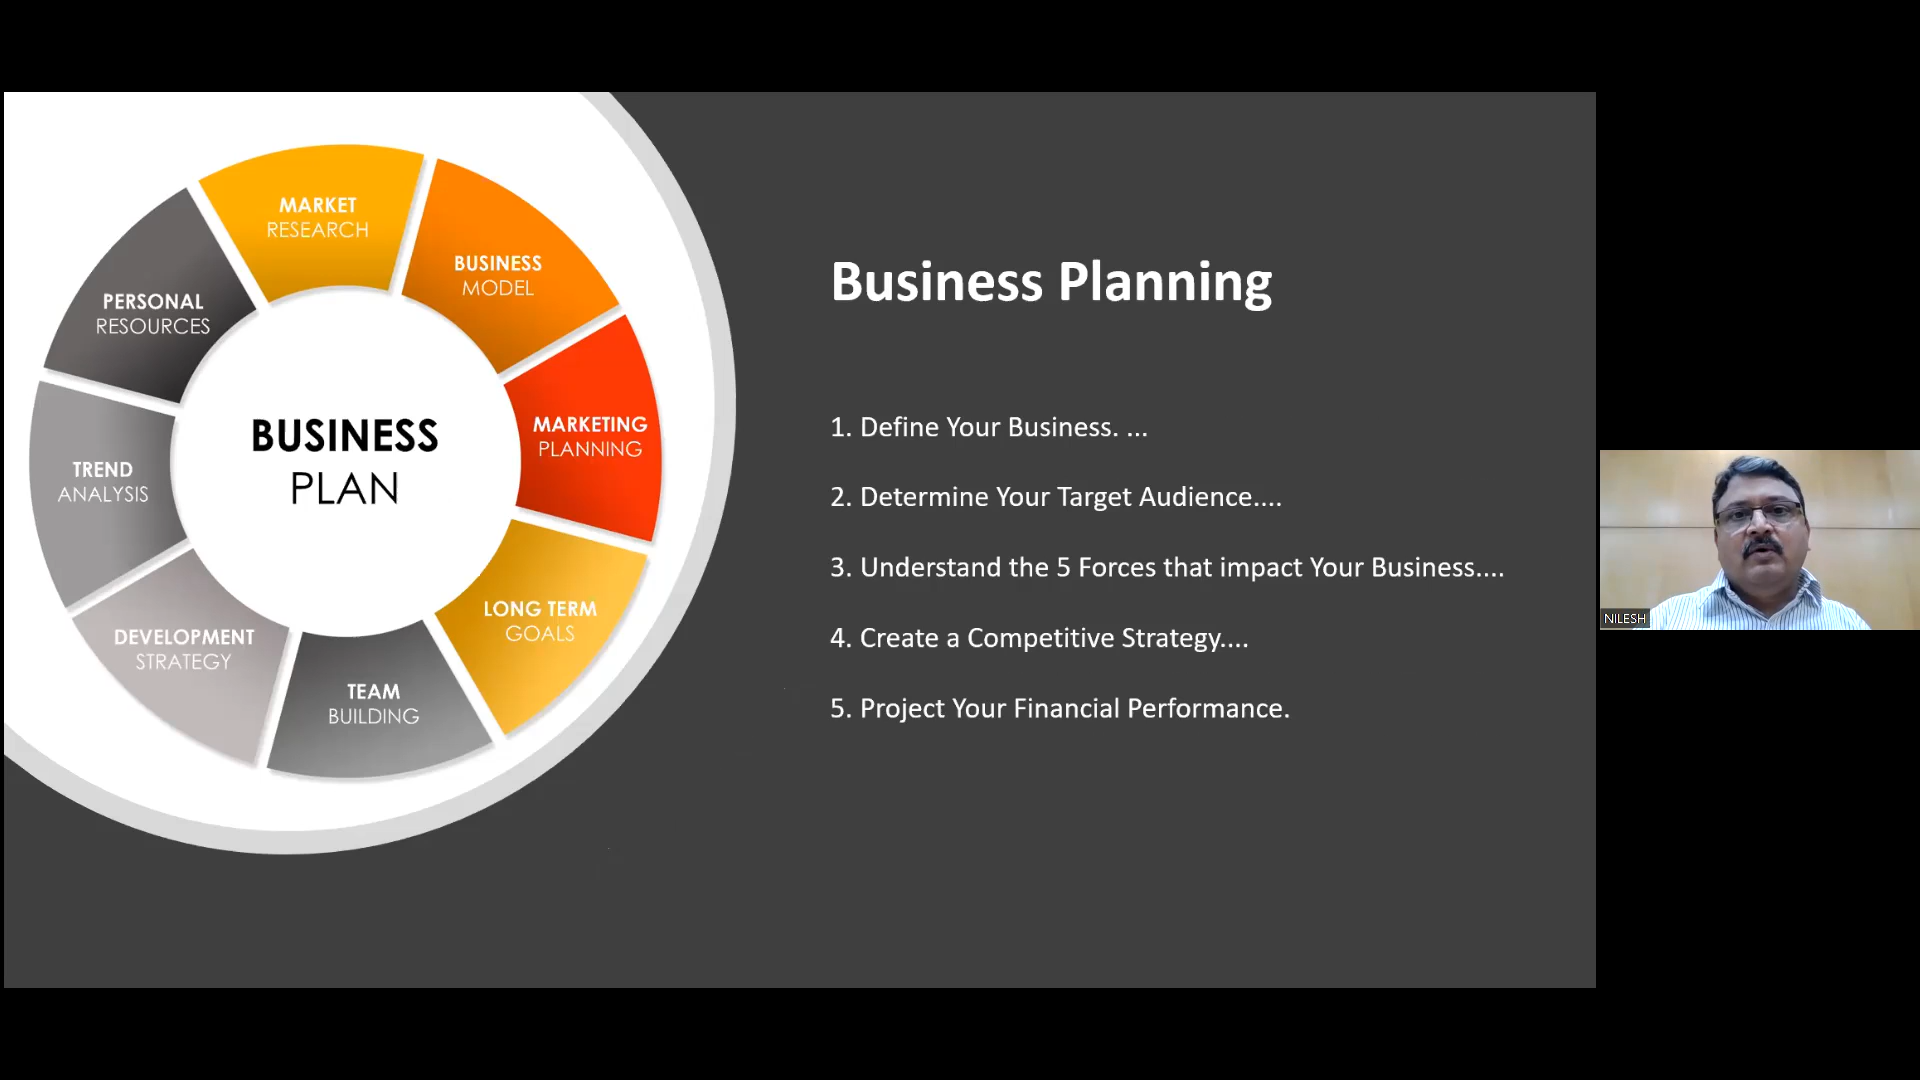 MARKET
RESEARCH
BUSINESS
MODEL
PERSONAL
RESOURCES
MARKETING
PLANNING
BUSINESS
PLAN
TREND
ANALYSIS
LONG TERM
GOALS
DEVELOPMENT
STRATEGY
TEAM
BUILDING
Business Planning
1. Define Your Business. ...
2. Determine Your Target Audience....
3. Understand the 5 Forces that impact Your Business....
4. Create a Competitive Strategy....
5. Project Your Financial Performance.
NILESH